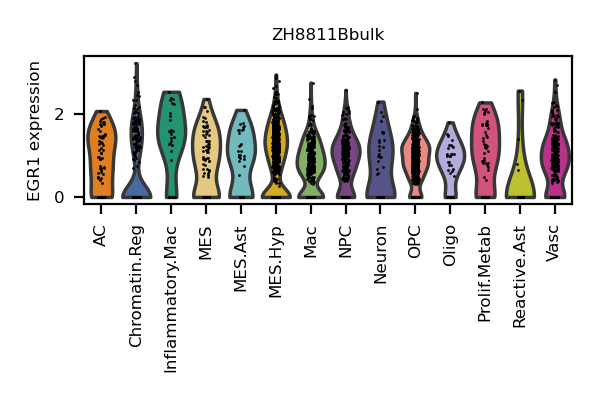 ZH8811Bbulk
EGR1 expression
2
0
AC
Chromatin.Reg
Inflammatory.Mac
MES
MES.Ast
MES.Hyp
Mac
NPC
Neuron
OPC
Oligo
Prolif.Metab
Reactive.Ast
Vasc